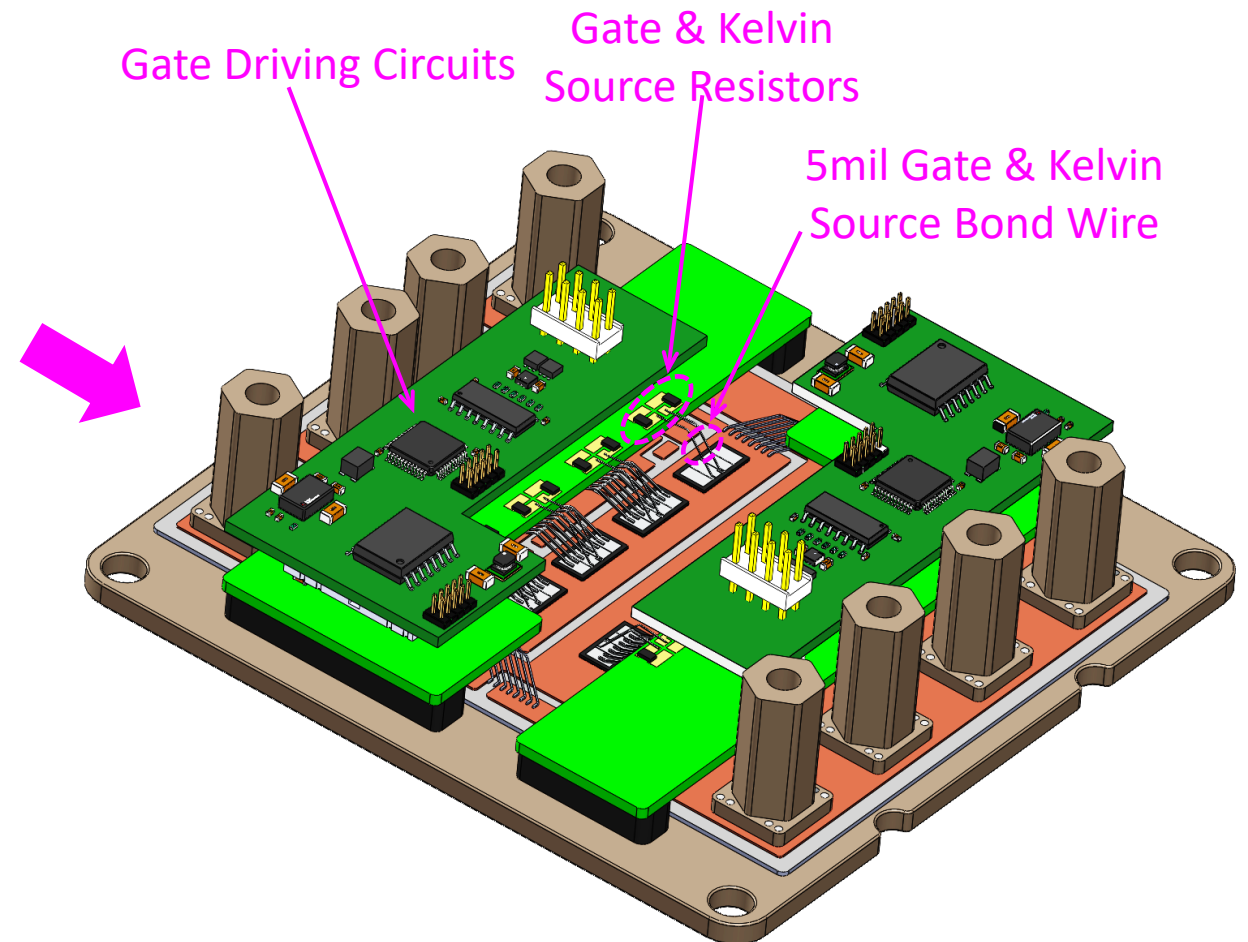 Gate Driving Circuits
Gate & Kelvin
Source Resistors
5mil Gate & Kelvin
Source Bond Wire